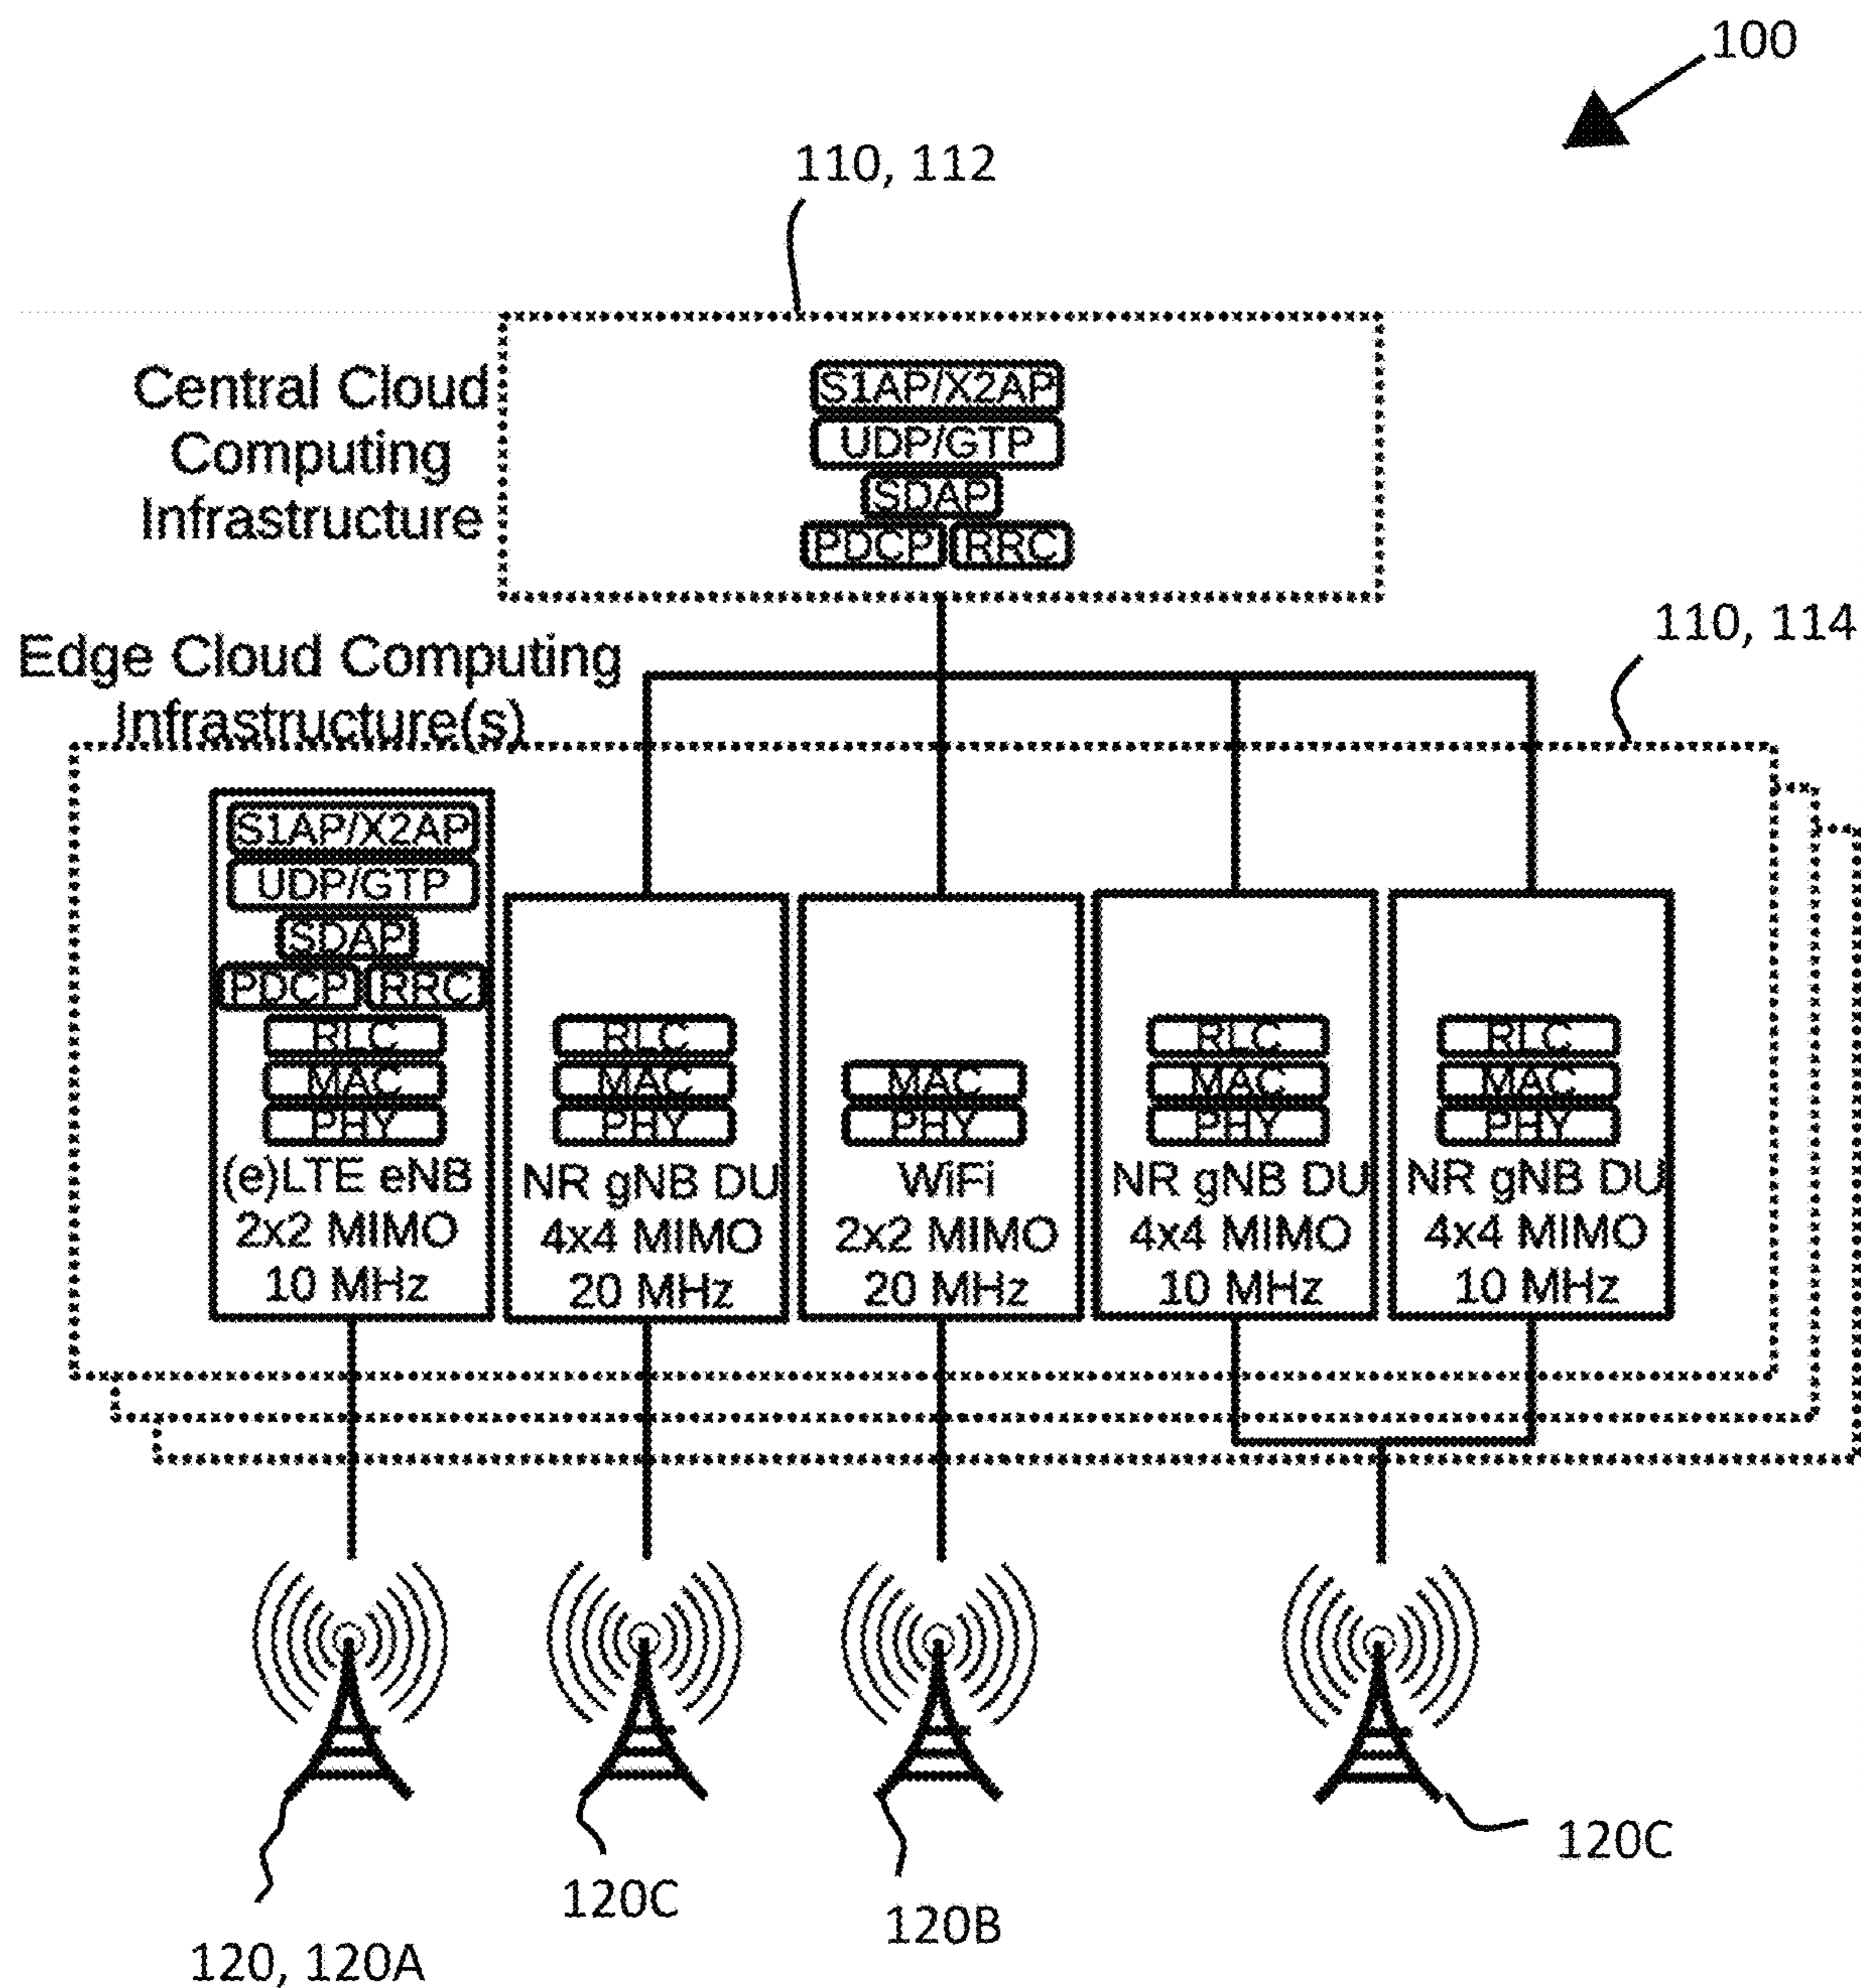 100
110, 112
Central Cloud
Computing
Infrastructure
S1AP/X2AP
UDP/GTP
SDAP
PDCP RRC
110, 114
Edge Cloud Computing
Infrastructure(s)
S1AP/X2AP
UDP/GTP
SDAP
PDCP RRC
RLC
MAC
PHY
(e)LTE eNB
2x2 MIMO
10 MHz
RLC
MAC
PHY
NR gNB DU
4x4 MIMO
20 MHz
MAC
PHY
WiFi
2x2 MIMO
20 MHz
RLC
MAC
PHY
NR gNB DU
4x4 MIMO
10 MHz
RLC
MAC
PHY
NR gNB DU
4x4 MIMO
10 MHz
120, 120A
120C
120B
120C